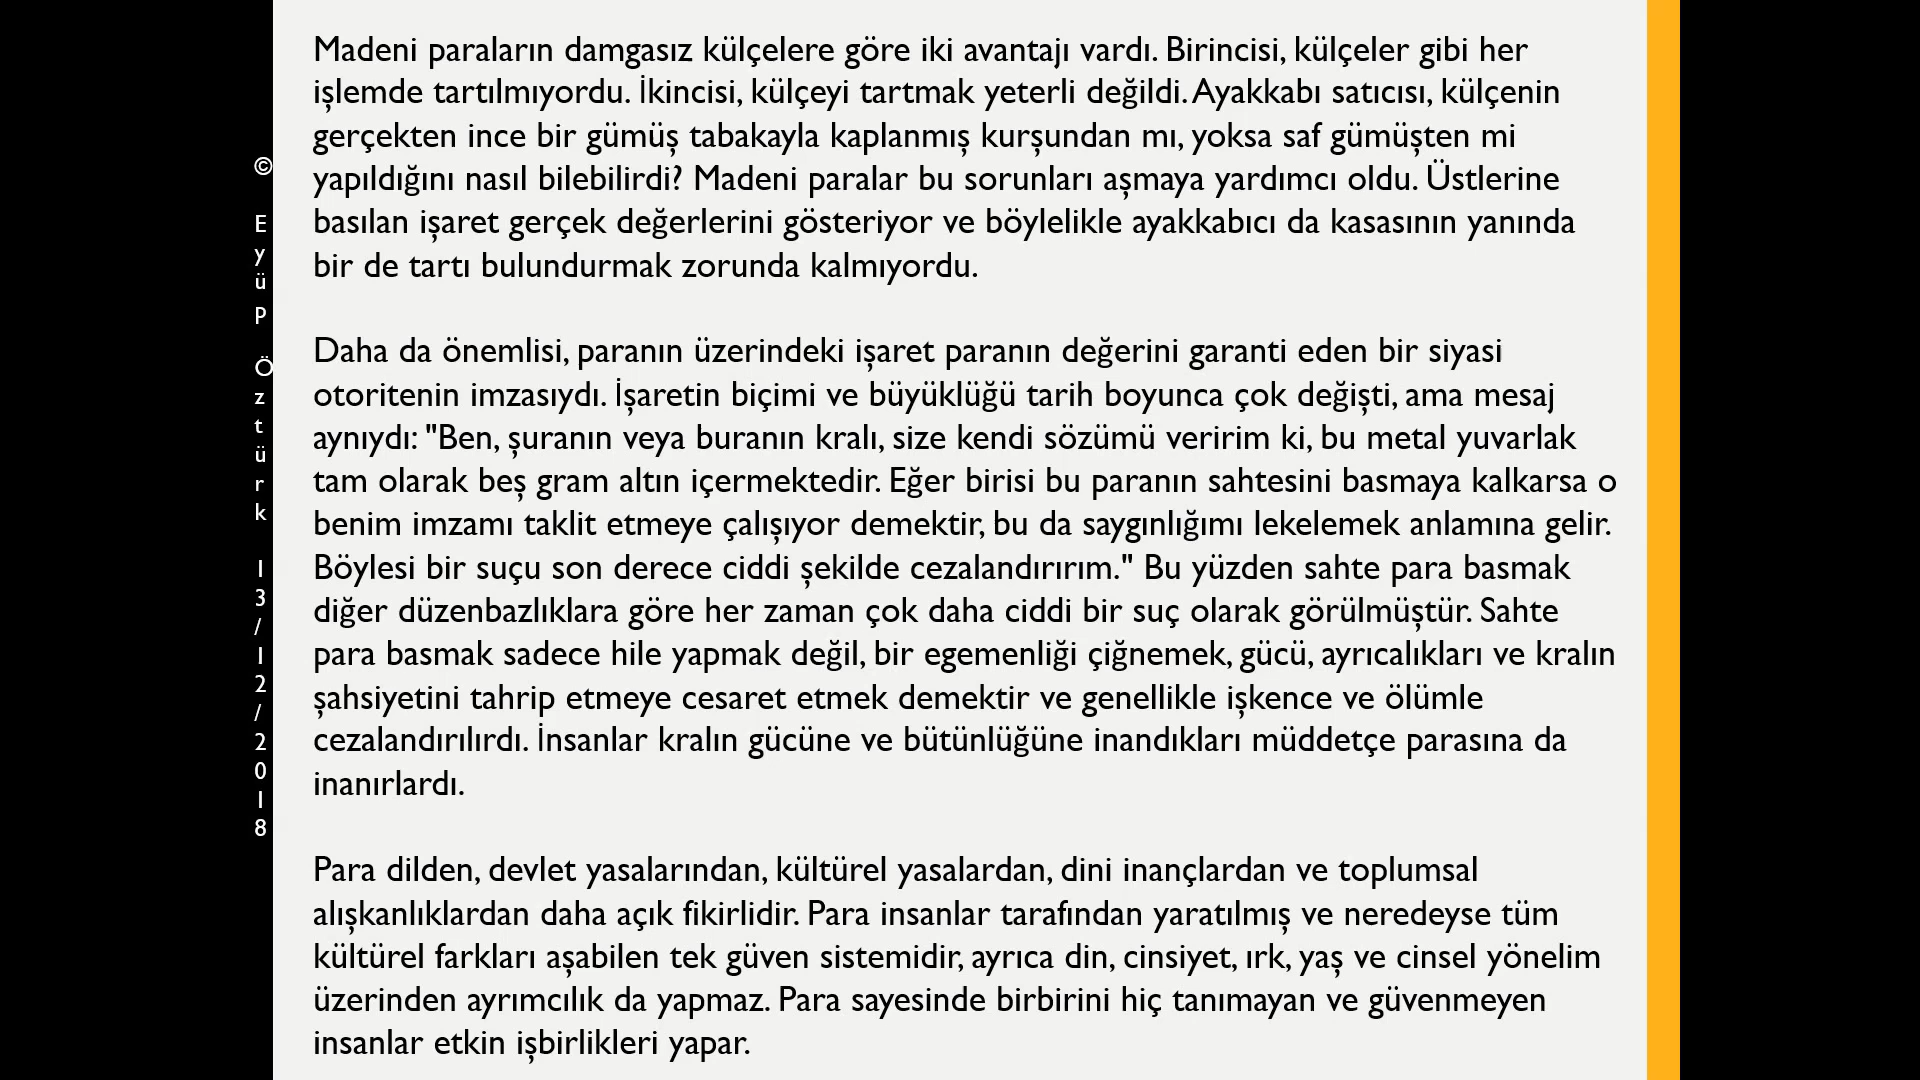 Madeni paraların damgasız külçelere göre iki avantajı vardı. Birincisi, külçeler gibi her
işlemde tartılmıyordu. İkincisi, külçeyi tartmak yeterli değildi. Ayakkabı satıcısı, külçenin
gerçekten ince bir gümüş tabakayla kaplanmış kurşundan mı, yoksa saf gümüşten mi
yapıldığını nasıl bilebilirdi? Madeni paralar bu sorunları aşmaya yardımcı oldu. Üstlerine
basılan işaret gerçek değerlerini gösteriyor ve böylelikle ayakkabıcı da kasasının yanında
bir de tartı bulundurmak zorunda kalmıyordu.
Daha da önemlisi, paranın üzerindeki işaret paranın değerini garanti eden bir siyasi
otoritenin imzasıydı. İşaretin biçimi ve büyüklüğü tarih boyunca çok değişti, ama mesaj
aynıydı: "Ben, şuranın veya buranın kralı, size kendi sözümü veririm ki, bu metal yuvarlak
tam olarak beş gram altın içermektedir. Eğer birisi bu paranın sahtesini basmaya kalkarsa o
benim imzamı taklit etmeye çalışıyor demektir, bu da saygınlığımı lekelemek anlamına gelir.
Böylesi bir suçu son derece ciddi şekilde cezalandırırım." Bu yüzden sahte para basmak
diğer düzenbazlıklara göre her zaman çok daha ciddi bir suç olarak görülmüştür. Sahte
para basmak sadece hile yapmak değil, bir egemenliği çiğnemek, gücü, ayrıcalıkları ve kralın
şahsiyetini tahrip etmeye cesaret etmek demektir ve genellikle işkence ve ölümle
cezalandırılırdı. İnsanlar kralın gücüne ve bütünlüğüne inandıkları müddetçe parasına da
inanırlardı.
Para dilden, devlet yasalarından, kültürel yasalardan, dini inançlardan ve toplumsal
alışkanlıklardan daha açık fikirlidir. Para insanlar tarafından yaratılmış ve neredeyse tüm
kültürel farkları aşabilen tek güven sistemidir, ayrıca din, cinsiyet, ırk, yaş ve cinsel yönelim
üzerinden ayrımcılık da yapmaz. Para sayesinde birbirini hiç tanımayan ve güvenmeyen
insanlar etkin işbirlikleri yapar.
© Eyüp Öztürk 13/12/2018